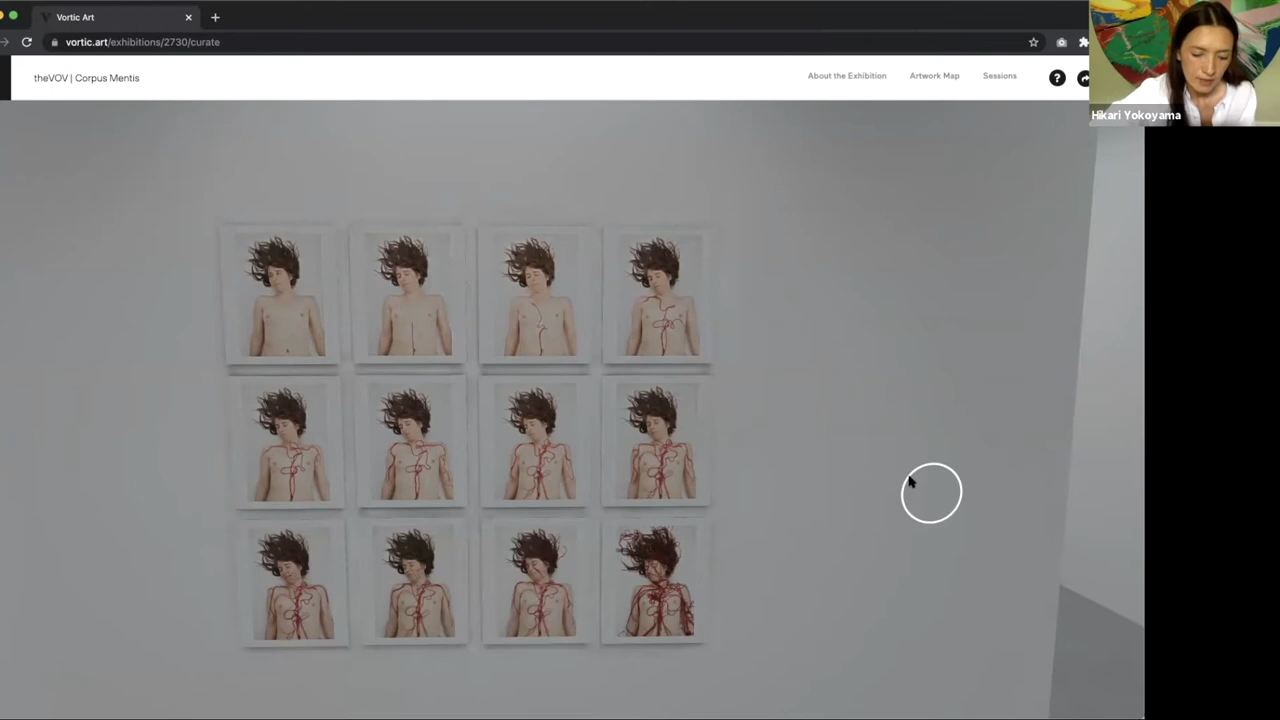 Vortic Art
vortic.art/exhibitions/2730/curate
theVOV | Corpus Mentis
About the Exhibition
Artwork Map
Sessions
?
Hikari Yokoyama